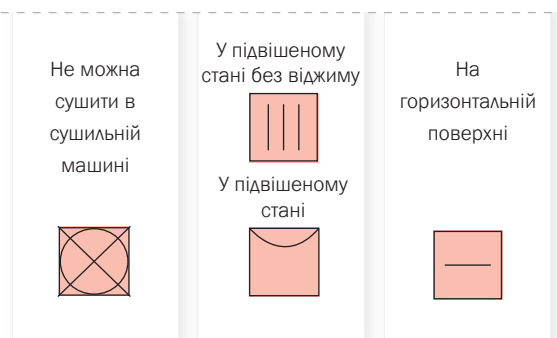 Не можна
сушити в
сушильній
машині
У підвішеному
стані без віджиму
У підвішеному
стані
На
горизонтальній
поверхні